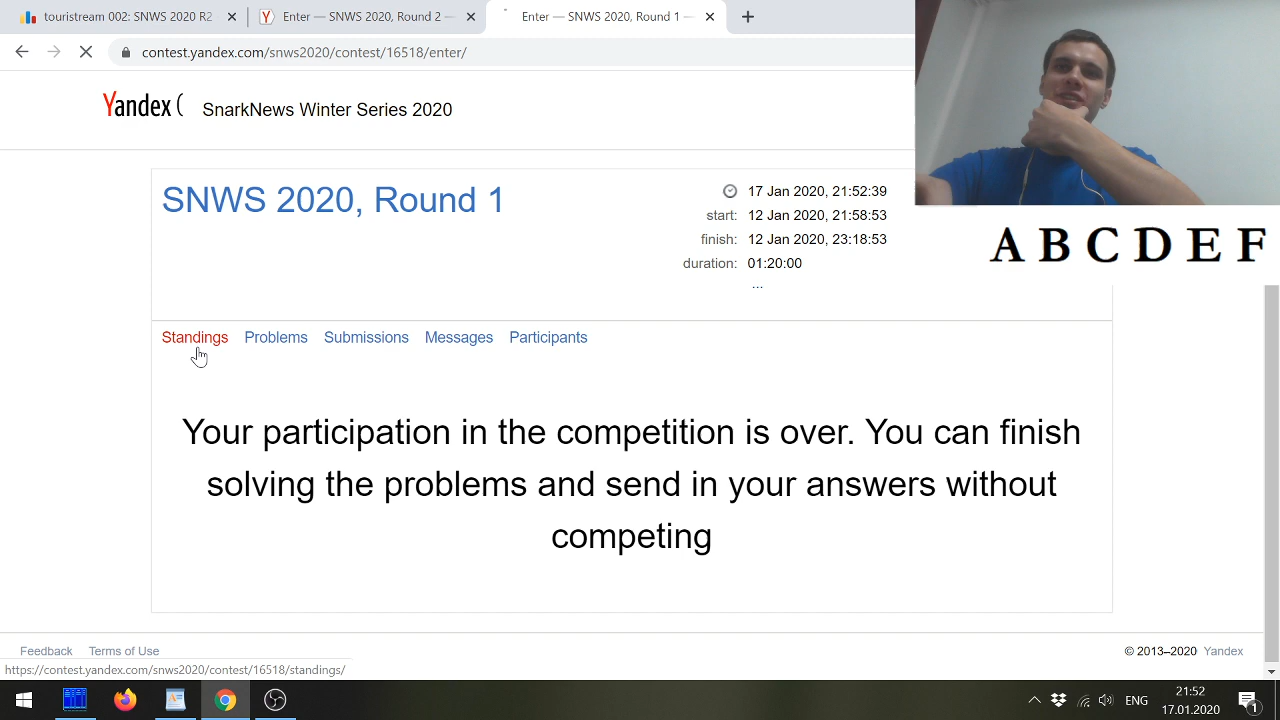 touristream 002: SNWS 2020 R2
Enter — SNWS 2020, Round 2 —
Enter — SNWS 2020, Round 1 —
contest.yandex.com/snws2020/contest/16518/enter/
Yandex (
SnarkNews Winter Series 2020
SNWS 2020, Round 1
17 Jan 2020, 21:52:39
start: 12 Jan 2020, 21:58:53
finish: 12 Jan 2020, 23:18:53
duration: 01:20:00
...
A B C D E F
Standings Problems Submissions Messages Participants
Your participation in the competition is over. You can finish
solving the problems and send in your answers without
competing
Feedback Terms of Use
© 2013–2020 Yandex
https://contest.yandex.com/snws2020/contest/16518/standings/
ENG
21:52
17.01.2020
1